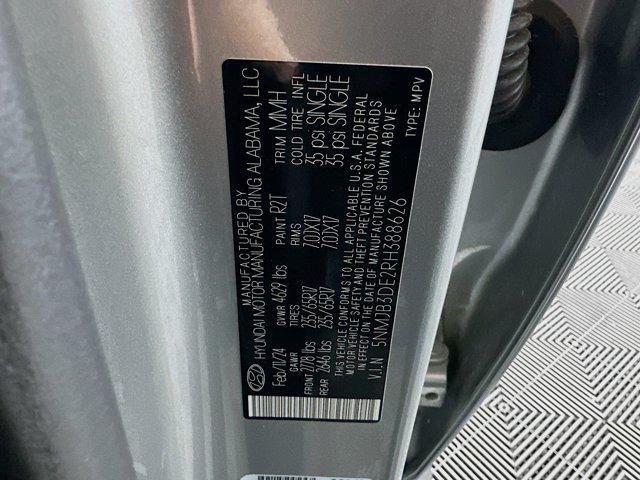 MANUFACTURED BY
HYUNDAI MOTOR MANUFACTURING ALABAMA, LLC
Feb/11/24 GVWR 4629 lbs PAINT R2T TRIM MMH
GAWR TIRES RIMS COLD TIRE INFL
FRONT 2778 lbs 235/65R17 7.0JX17 35 psi SINGLE
REAR 2646 lbs 235/65R17 7.0JX17 35 psi SINGLE
THIS VEHICLE CONFORMS TO ALL APPLICABLE U.S.A. FEDERAL
MOTOR VEHICLE SAFETY THEFT PREVENTION STANDARDS
IN EFFECT ON THE DATE OF MANUFACTURE SHOWN ABOVE
V.I.N 5NMJB3DE2RH388626 TYPE: MPV